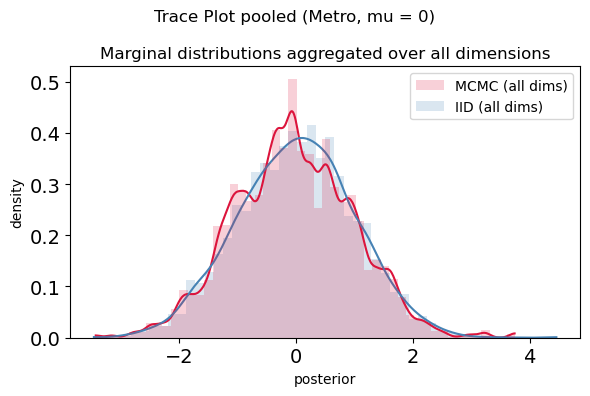 Trace Plot pooled (Metro, mu = 0)
Marginal distributions aggregated over all dimensions
MCMC (all dims)
IID (all dims)
density
0.5
0.4
0.3
0.2
0.1
0.0
−2
0
2
4
posterior